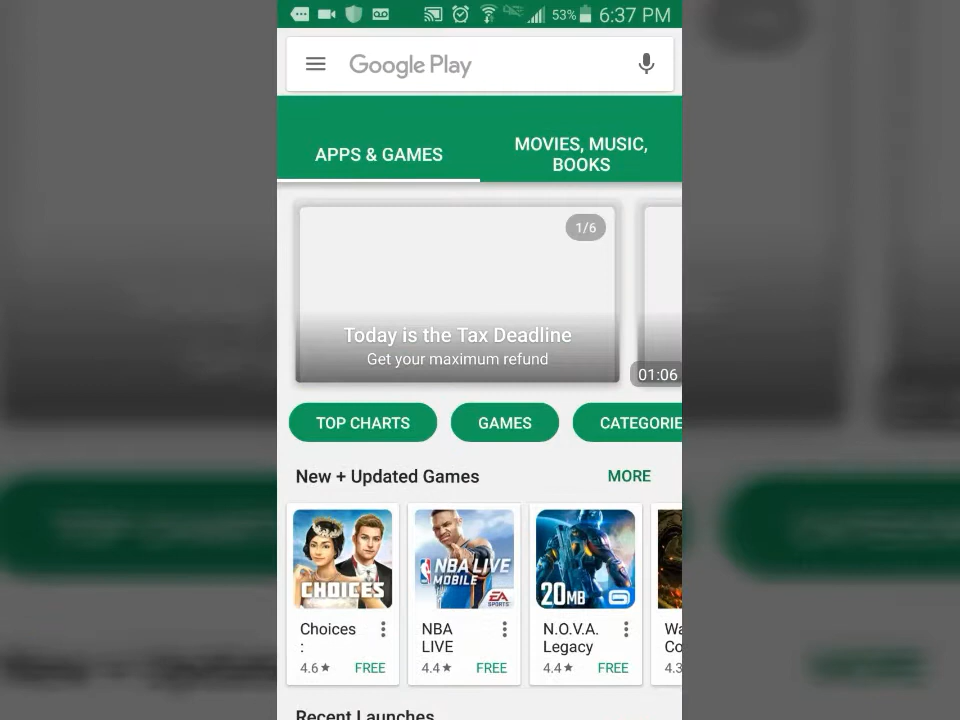 53% 6:37 PM
Google Play
APPS & GAMES
MOVIES, MUSIC,
BOOKS
1/6
Today is the Tax Deadline
Get your maximum refund
01:06
TOP CHARTS
GAMES
CATEGORIE
New + Updated Games
MORE
CHOICES
NBA LIVE
MOBILE
EA
SPORTS
20MB
Choices
:
NBA
LIVE
N.O.V.A.
Legacy
Wa
Co
4.6★ FREE
4.4★ FREE
4.4★ FREE
4.3
Recent Launches